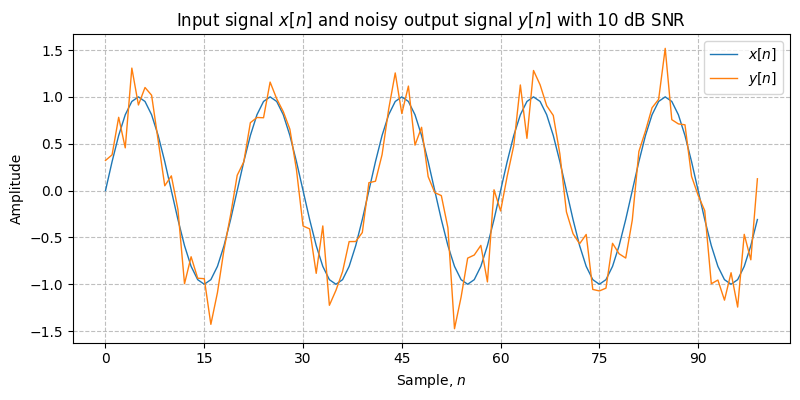 Input signal x[n] and noisy output signal y[n] with 10 dB SNR
x[n]
y[n]
Amplitude
1.5
1.0
0.5
0.0
−0.5
−1.0
−1.5
0 15 30 45 60 75 90
Sample, n